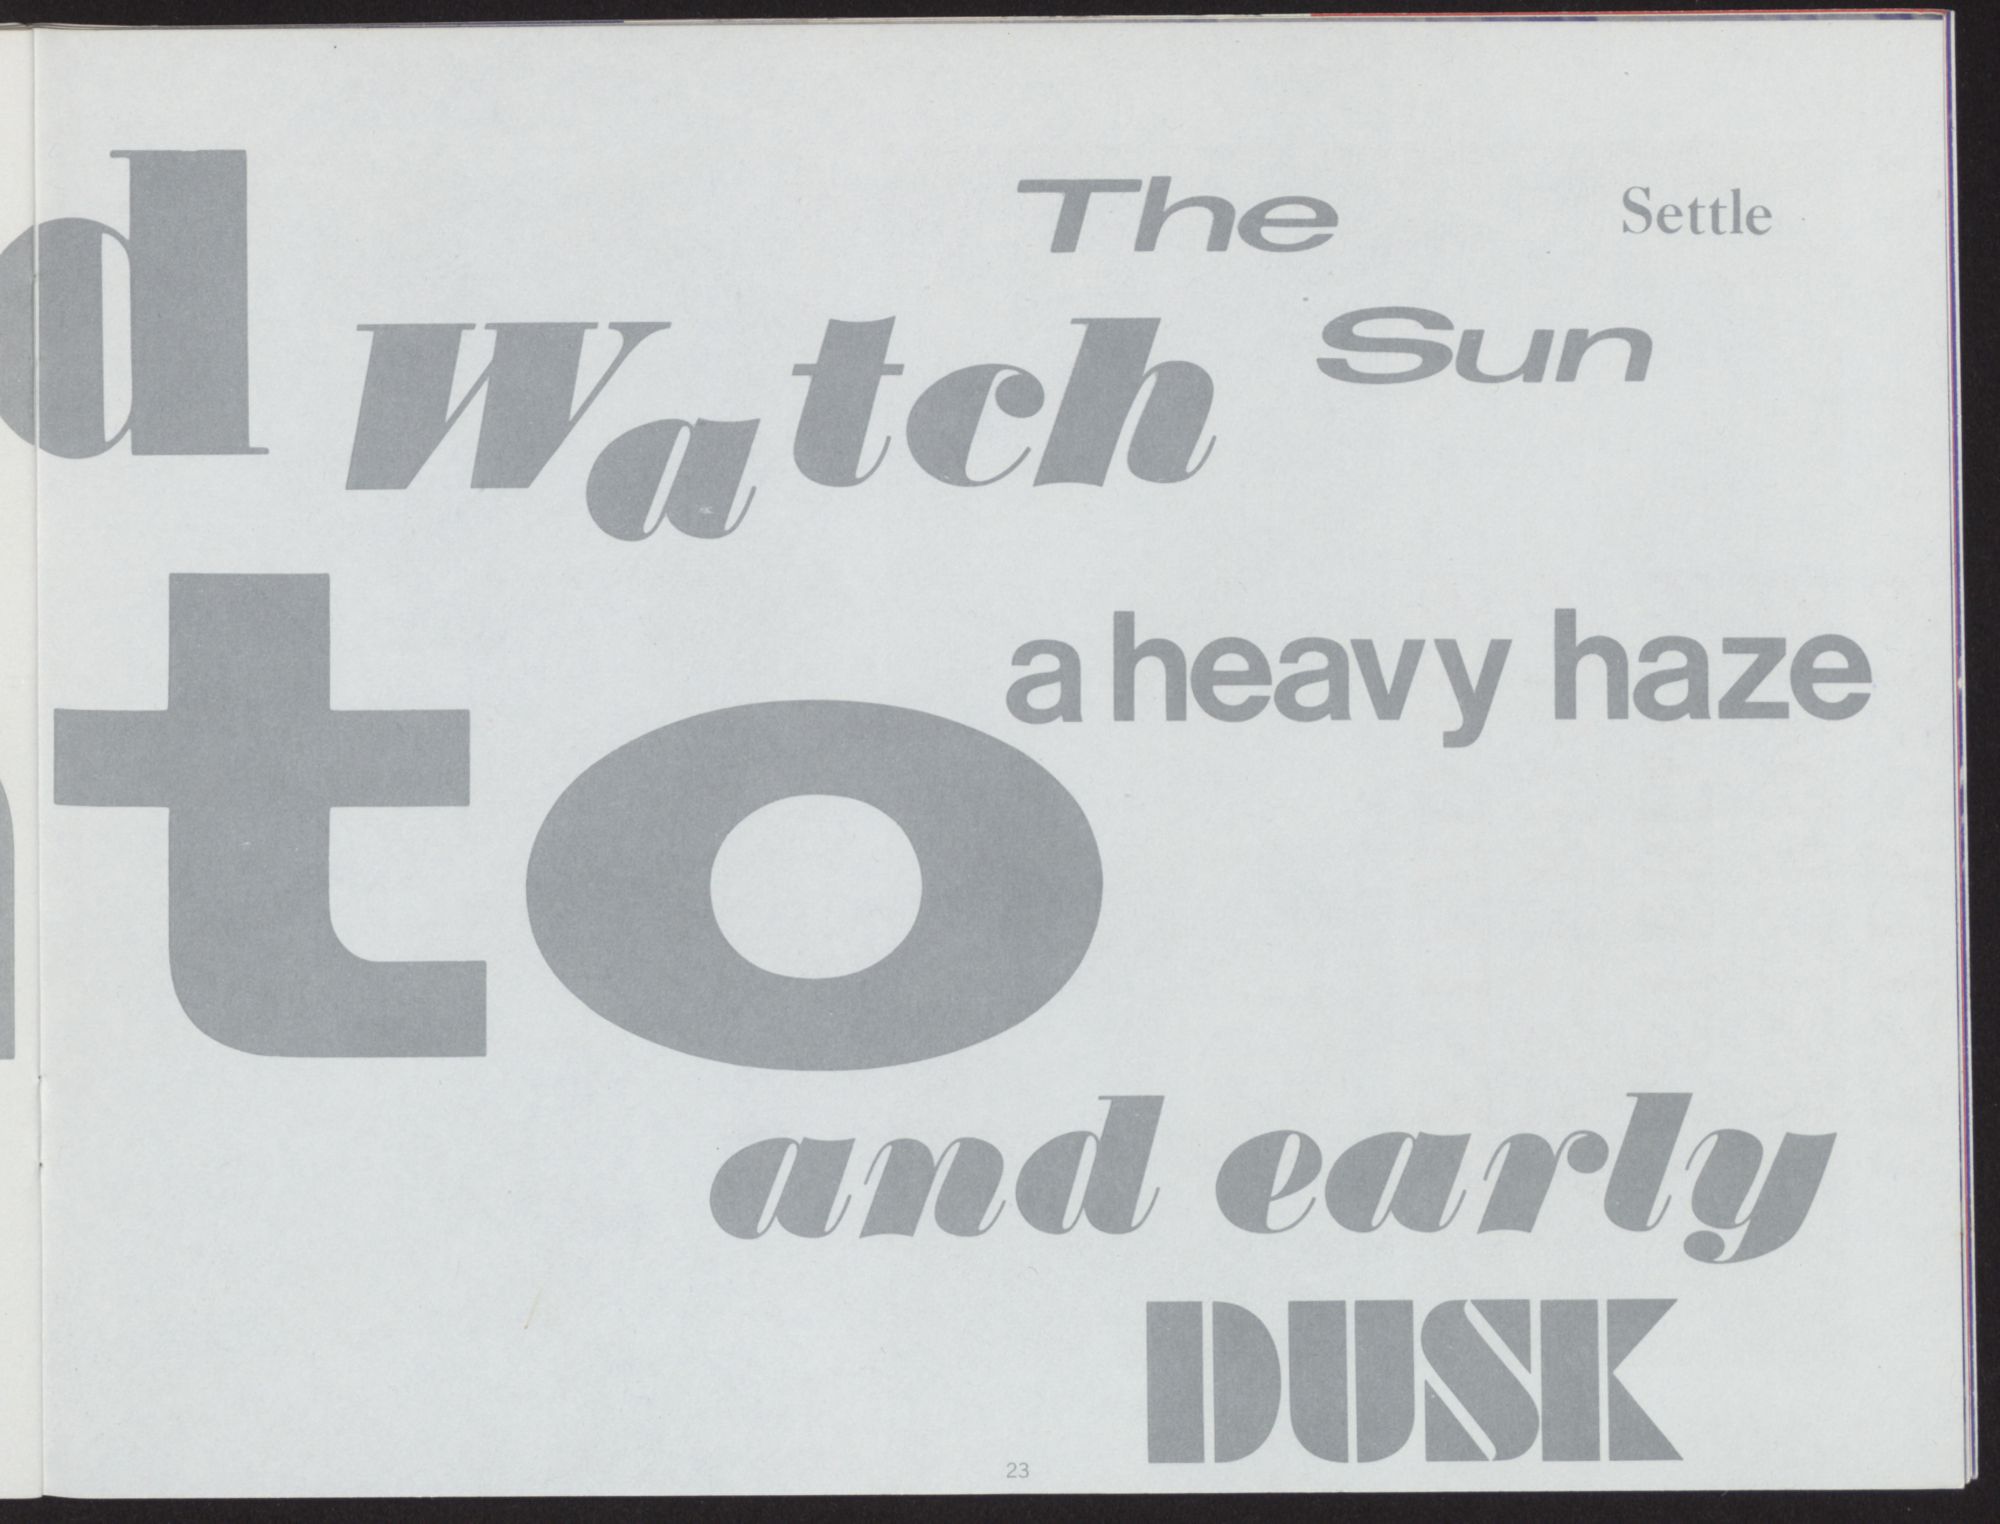 d Watch The Sun Settle
to a heavy haze
and early
DUSK
23